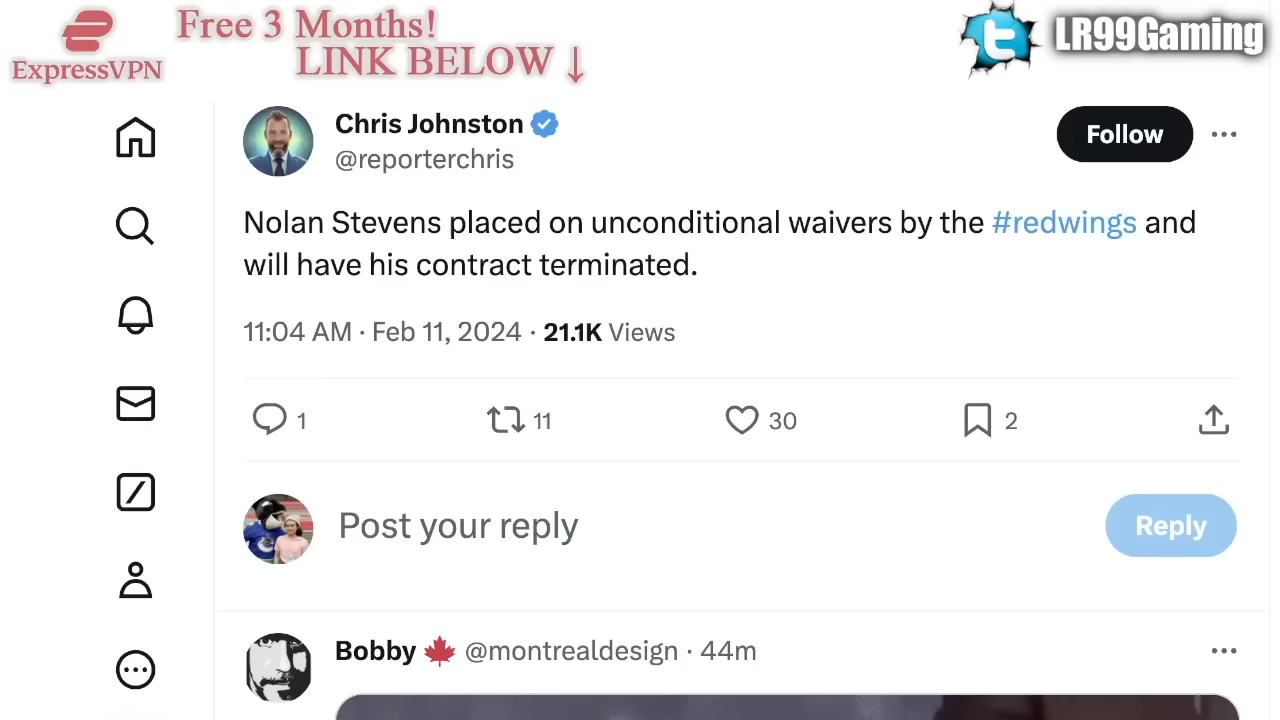 Free 3 Months!
LINK BELOW ↓
ExpressVPN
LR99Gaming
Chris Johnston
@reporterchris
Follow
Nolan Stevens placed on unconditional waivers by the #redwings and
will have his contract terminated.
11:04 AM · Feb 11, 2024 · 21.1K Views
1 11 30 2
Post your reply
Reply
Bobby 🍁 @montrealdesign · 44m